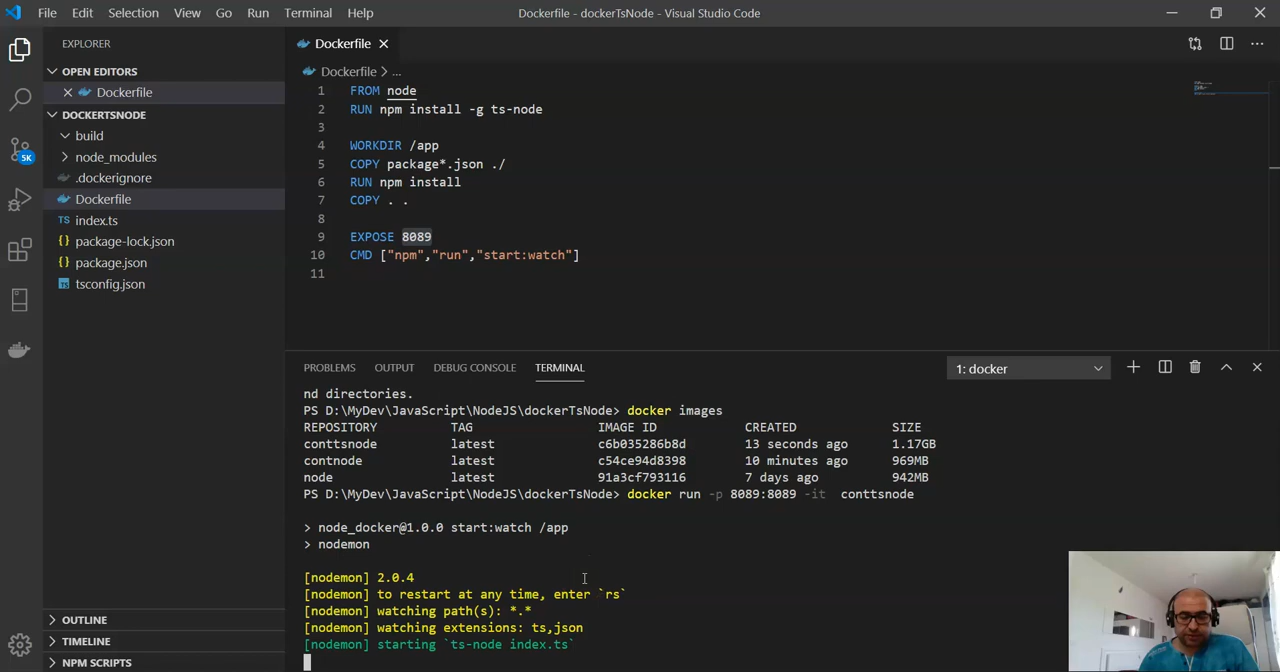 File Edit Selection View Go Run Terminal Help
Dockerfile - dockerTsNode - Visual Studio Code
EXPLORER
OPEN EDITORS
Dockerfile
DOCKERTSNODE
build
node_modules
.dockerignore
Dockerfile
TS index.ts
{} package-lock.json
{} package.json
tsconfig.json
OUTLINE
TIMELINE
NPM SCRIPTS
5K
Dockerfile
Dockerfile > ...
1 FROM node
2 RUN npm install -g ts-node
3
4 WORKDIR /app
5 COPY package*.json ./
6 RUN npm install
7 COPY . .
8
9 EXPOSE 8089
10 CMD ["npm","run","start:watch"]
11
PROBLEMS OUTPUT DEBUG CONSOLE TERMINAL
1: docker
nd directories.
PS D:\MyDev\JavaScript\NodeJS\dockerTsNode> docker images
REPOSITORY TAG IMAGE ID CREATED SIZE
conttsnode latest c6b035286b8d 13 seconds ago 1.17GB
contnode latest c54ce94d8398 10 minutes ago 969MB
node latest 91a3cf793116 7 days ago 942MB
PS D:\MyDev\JavaScript\NodeJS\dockerTsNode> docker run -p 8089:8089 -it conttsnode
> node_docker@1.0.0 start:watch /app
> nodemon
[nodemon] 2.0.4
[nodemon] to restart at any time, enter `rs`
[nodemon] watching path(s): *.*
[nodemon] watching extensions: ts,json
[nodemon] starting `ts-node index.ts`